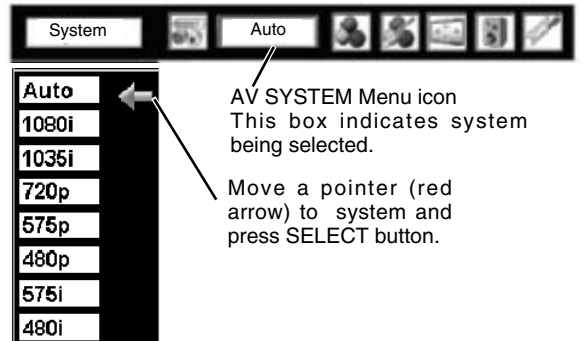 System
Auto
Auto
1080i
1035i
720p
575p
480p
575i
480i
AV SYSTEM Menu icon
This box indicates system
being selected.
Move a pointer (red
arrow) to system and
press SELECT button.